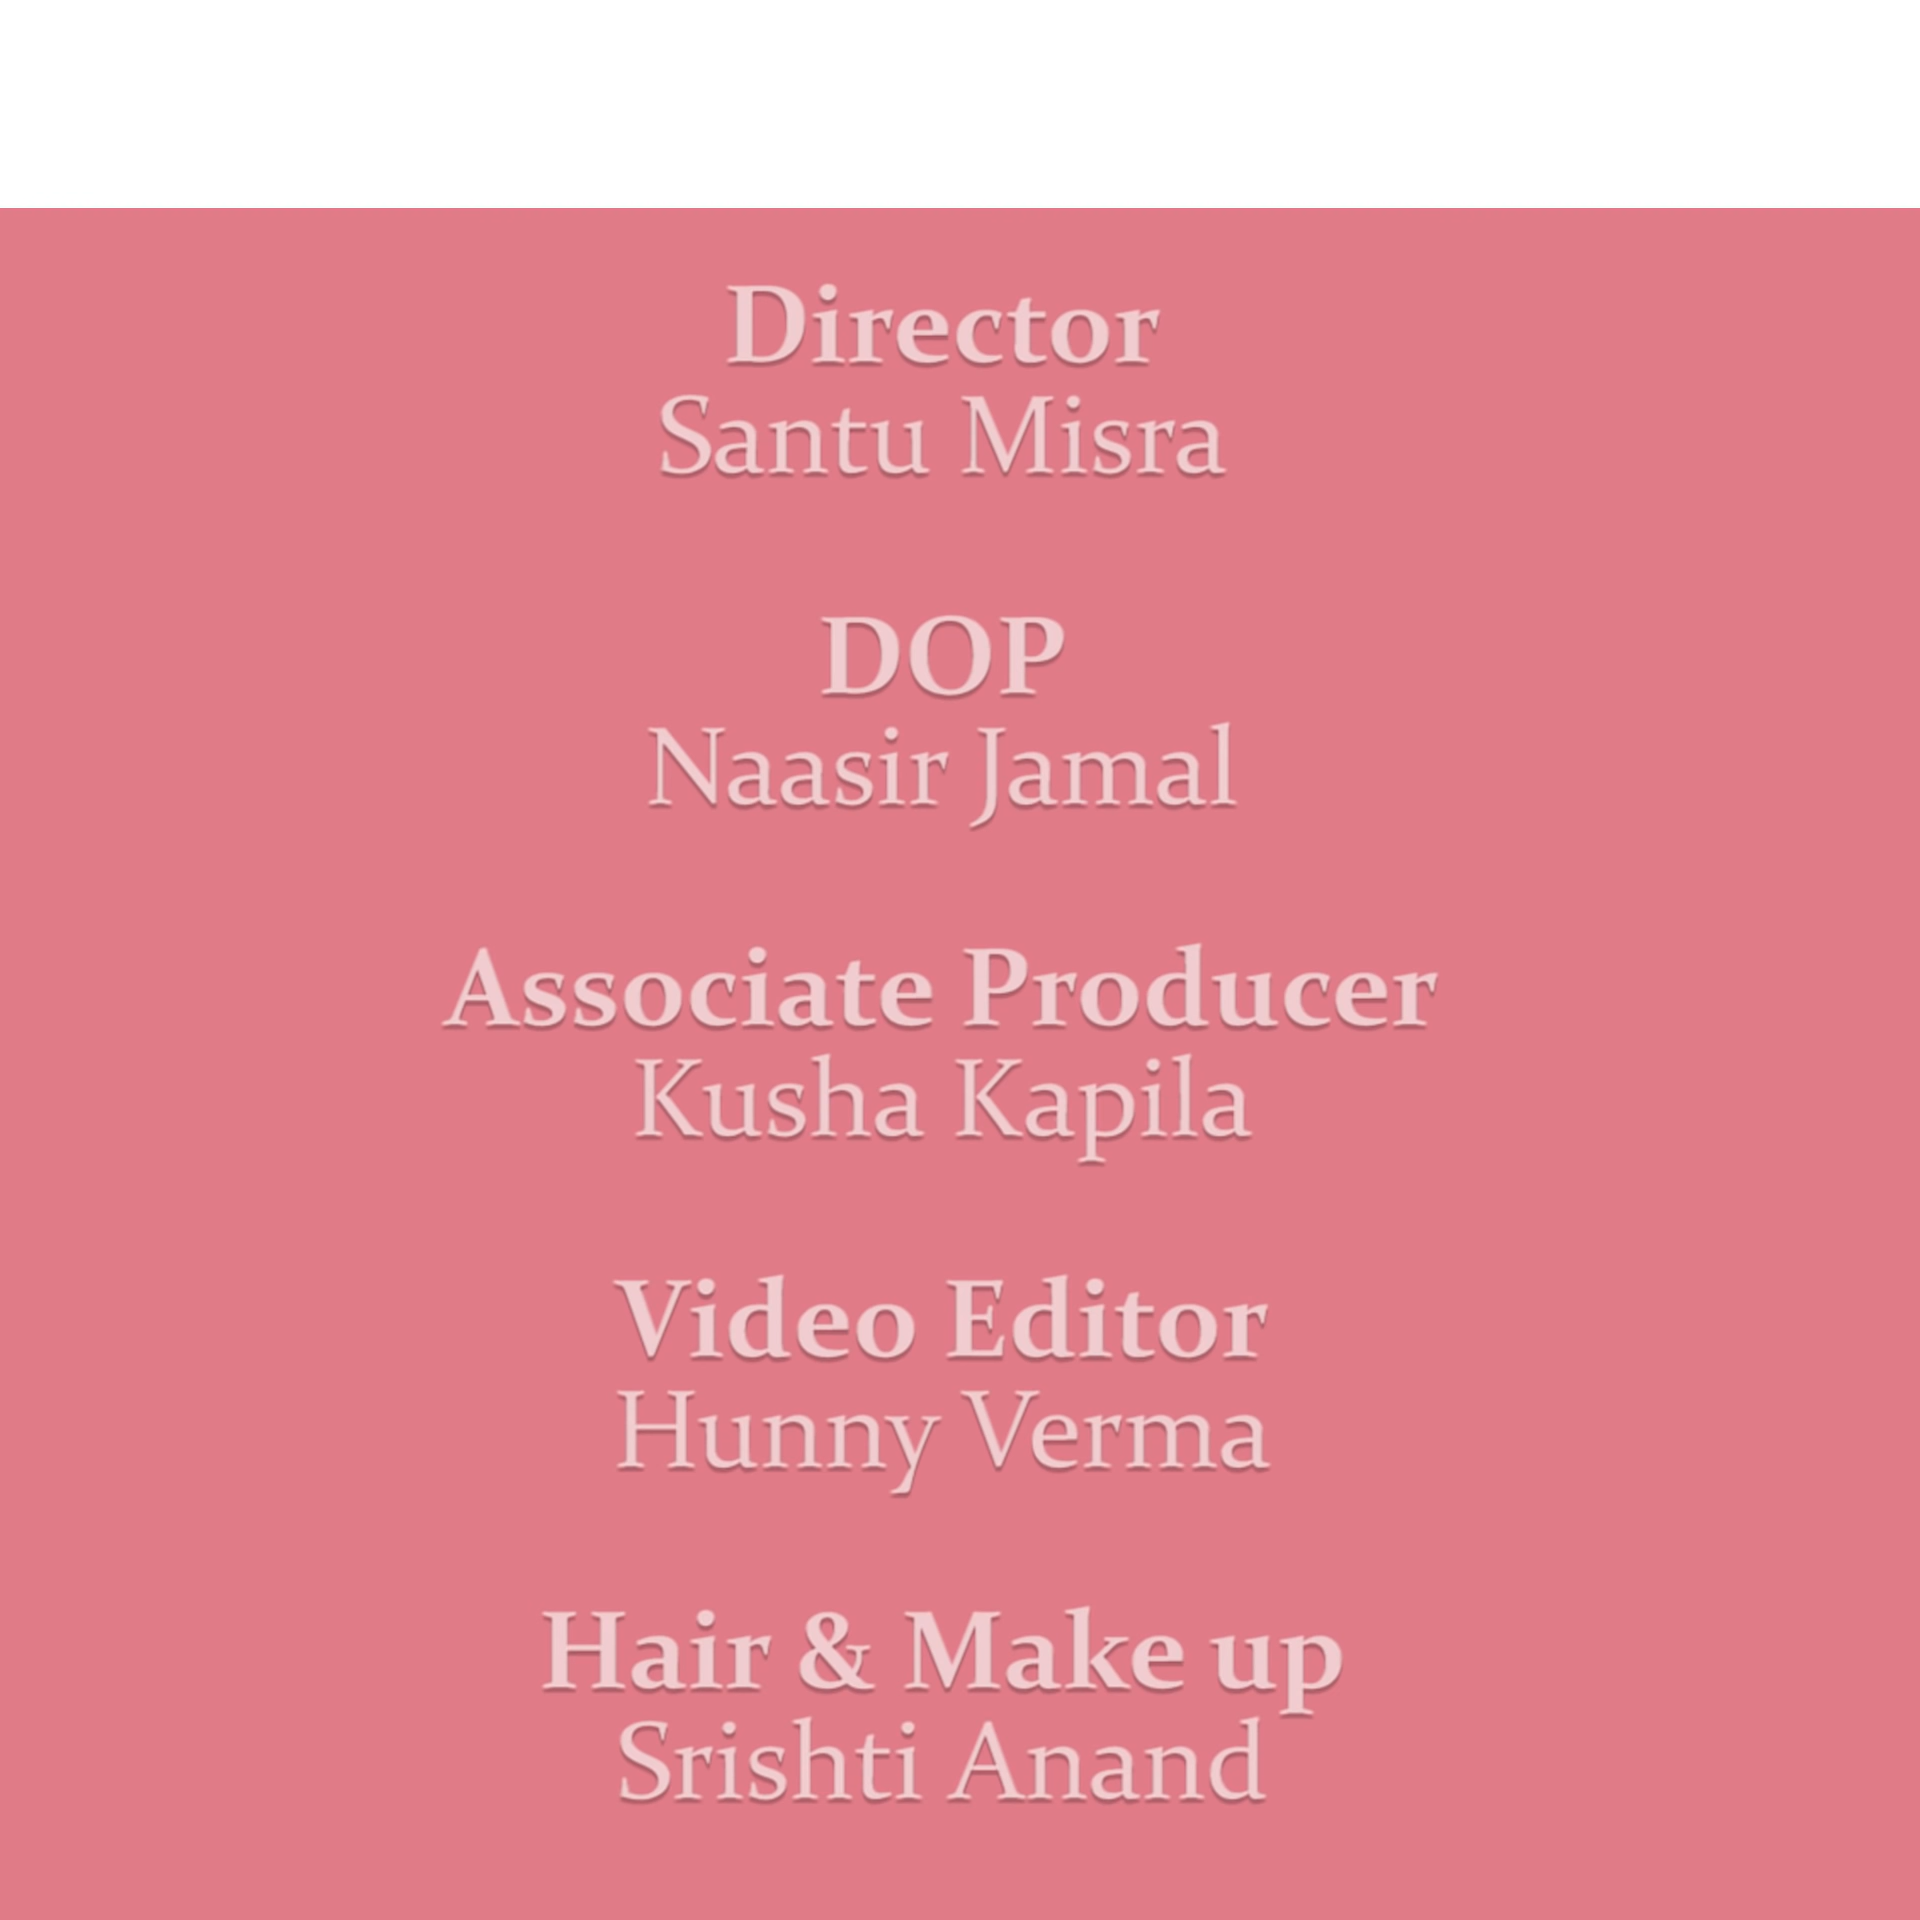 Director
Santu Misra
DOP
Naasir Jamal
Associate Producer
Kusha Kapila
Video Editor
Hunny Verma
Hair & Make up
Srishti Anand